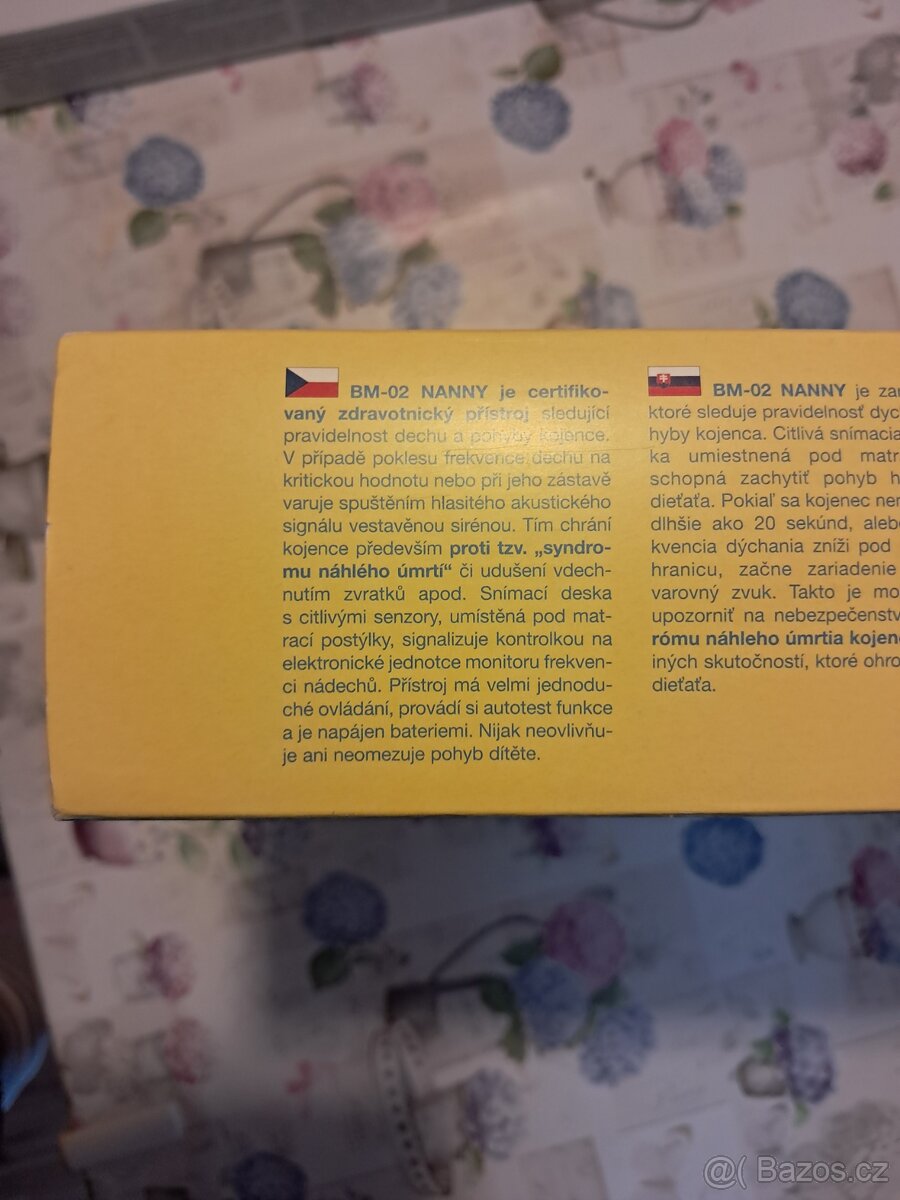 BM-02 NANNY je certifiko-
vaný zdravotnický přístroj sledující
pravidelnost dechu a pohyby kojence.
V případě poklesu frekvence dechu na
kritickou hodnotu nebo při jeho zástavě
varuje spuštěním hlasitého akustického
signálu vestavěnou sirénou. Tím chrání
kojence především proti tzv. „syndro-
mu náhlého úmrtí“ či udušení vdech-
nutím zvratků apod. Snímací deska
s citlivými senzory, umístěná pod mat-
rací postýlky, signalizuje kontrolkou na
elektronické jednotce monitoru frekven-
ci nádechů. Přístroj má velmi jednodu-
ché ovládání, provádí si autotest funkce
a je napájen bateriemi. Nijak neovlivňu-
je ani neomezuje pohyb dítěte.
BM-02 NANNY je
ktoré sleduje pravidelnosť
hyby kojenca. Citlivá
ka umiestnená pod
schopná zachytiť pohyb
dieťaťa. Pokiaľ sa kojenec
dlhšie ako 20 sekúnd,
kvencia dýchania zníži pod
hranicu, začne zariadenie
varovný zvuk. Takto je
upozorniť na
rómu náhleho úmrtia
iných skutočností, ktoré
dieťaťa.
@( Bazos.cz